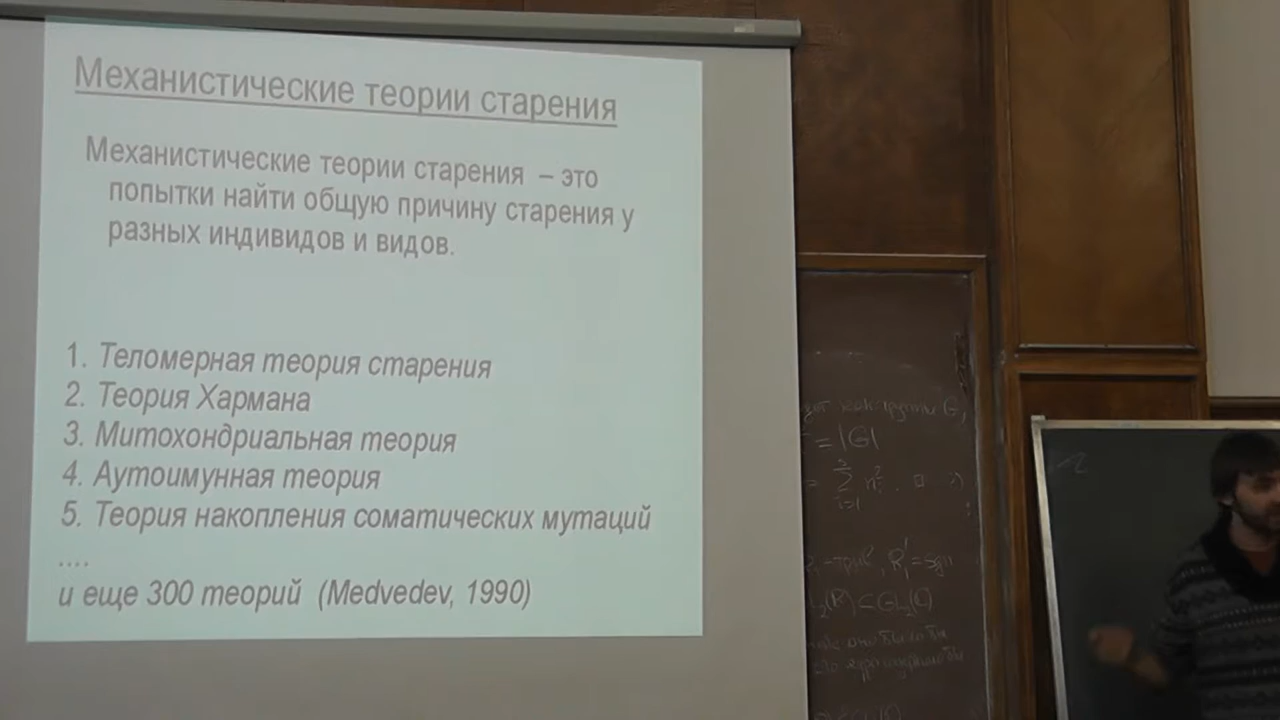 Механистические теории старения
Механистические теории старения – это
попытки найти общую причину старения у
разных индивидов и видов.
1. Теломерная теория старения
2. Теория Хармана
3. Митохондриальная теория
4. Аутоимунная теория
5. Теория накопления соматических мутаций
....
и еще 300 теорий (Medvedev, 1990)
как группы G,
= |G|